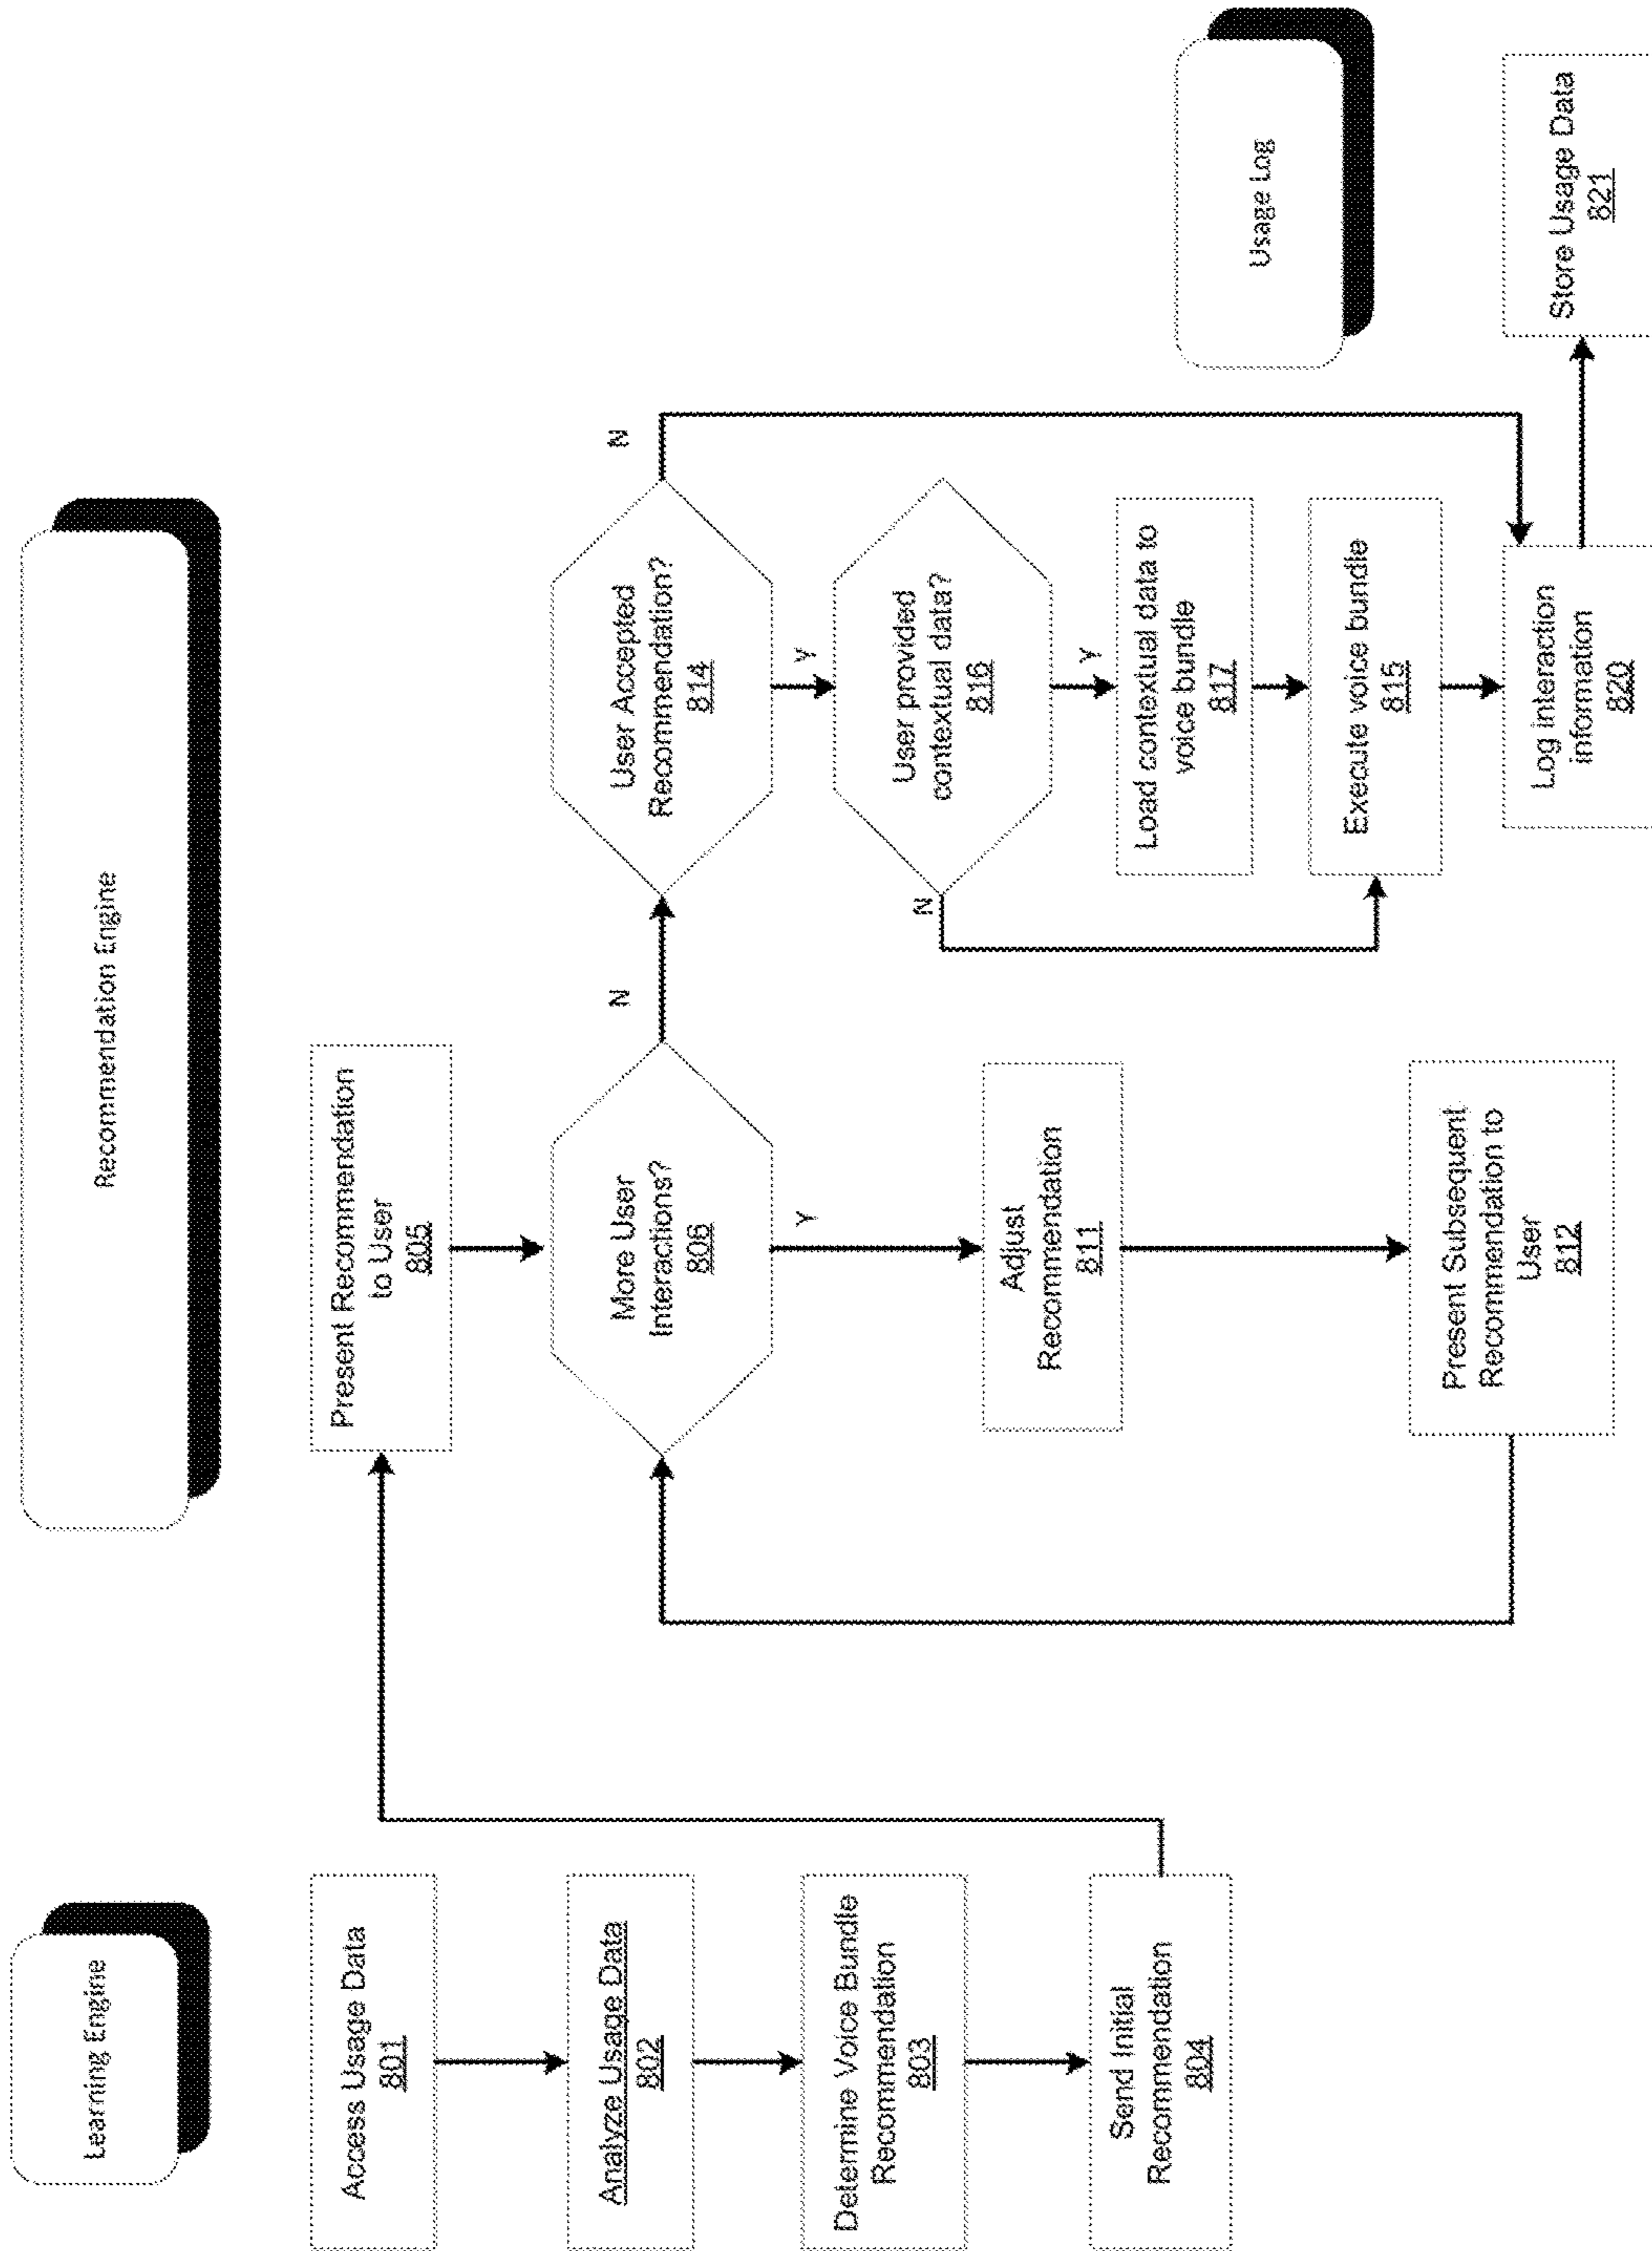 Learning Engine
Access Usage Data
801
Analyze Usage Data
802
Determine Voice Bundle
Recommendation
803
Send Initial
Recommendation
804
Recommendation Engine
Present Recommendation
to User
805
More User
Interactions?
806
N
Y
Adjust
Recommendation
811
Present Subsequent
Recommendation to
User
812
User Accepted
Recommendation?
814
N
Y
User provided
contextual data?
816
N
Y
Load contextual data to
voice bundle
817
Execute voice bundle
815
Log interaction
information
820
Usage Log
Store Usage Data
821